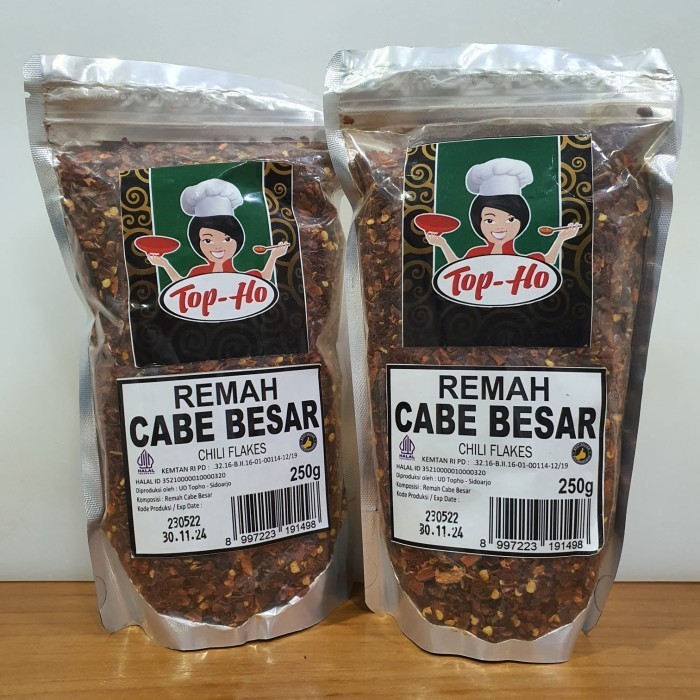 Top-Ho
REMAH
CABE BESAR
CHILI FLAKES
HALAL
KEMTAN RI PD : .32.16-B.II.16-01-00114-12/19
HALAL ID 35210000010000320
Diproduksi oleh : UD Topho - Sidoarjo
250g
Komposisi : Remah Cabe Besar
Kode Produksi / Exp Date :
230522
30.11.24
8 997223 191498
Top-Ho
REMAH
CABE BESAR
CHILI FLAKES
HALAL
KEMTAN RI PD : .32.16-B.II.16-01-00114-12/19
HALAL ID 35210000010000320
Diproduksi oleh : UD Topho - Sidoarjo
250g
Komposisi : Remah Cabe Besar
Kode Produksi / Exp Date :
230522
30.11.24
8 997223 191498